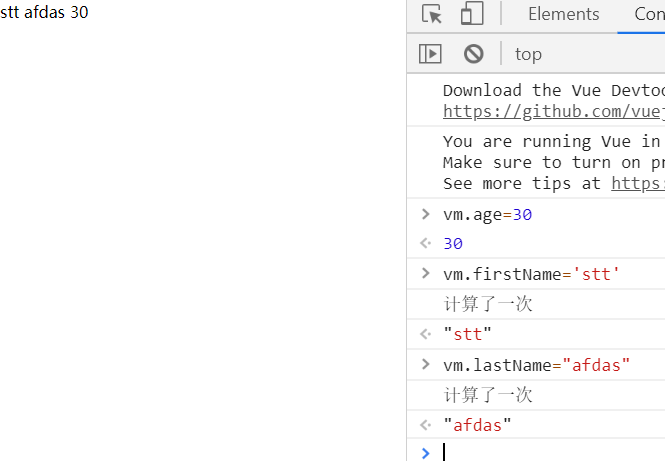 stt afdas 30
Elements Con
top
Download the Vue Devtoo
https://github.com/vuej
You are running Vue in
Make sure to turn on pr
See more tips at https:
vm.age=30
30
vm.firstName='stt'
计算了一次
"stt"
vm.lastName="afdas"
计算了一次
"afdas"